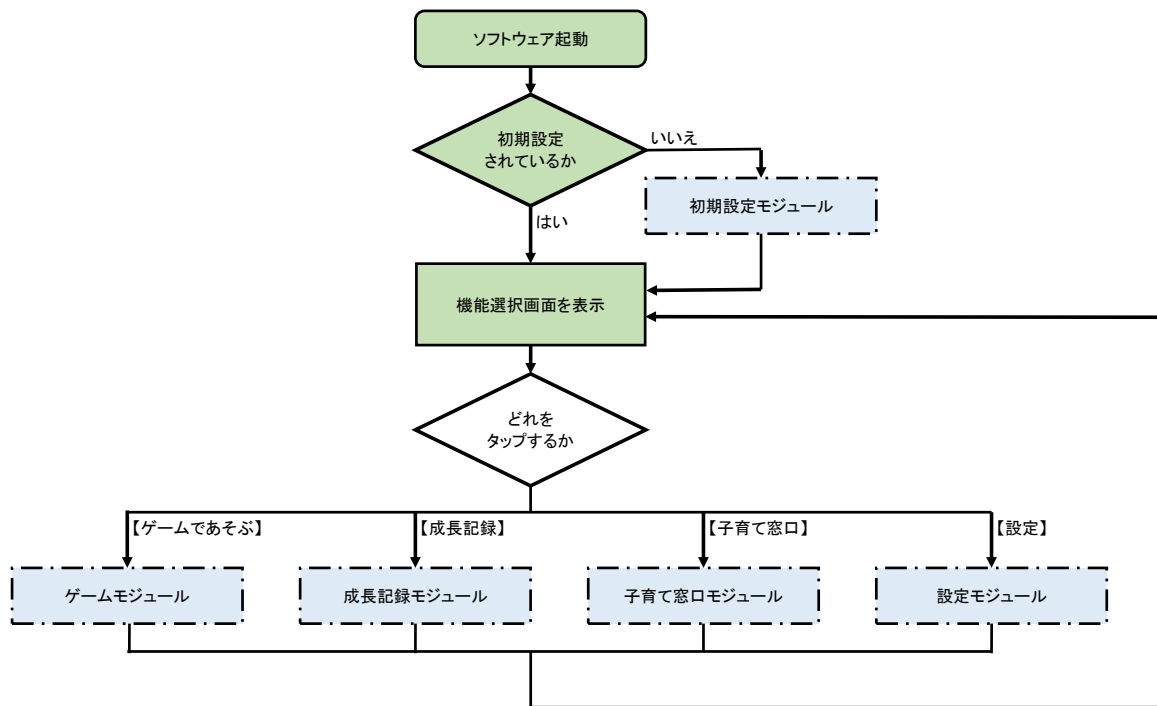 ソフトウェア起動
初期設定
されているか
いいえ
初期設定モジュール
はい
機能選択画面を表示
どれを
タップするか
【ゲームであそぶ】
【成長記録】
【子育て窓口】
【設定】
ゲームモジュール
成長記録モジュール
子育て窓口モジュール
設定モジュール